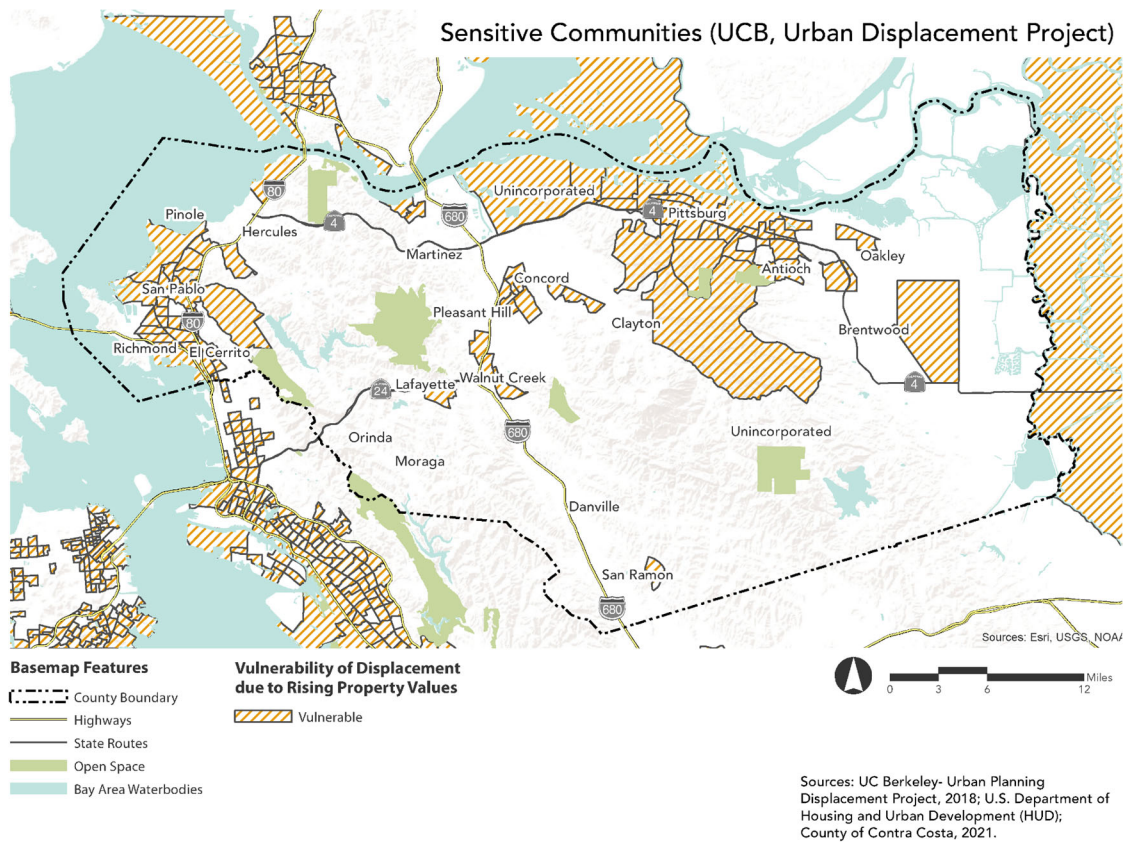 Sensitive Communities (UCB, Urban Displacement Project)
Unincorporated
80
680
4
Pittsburg
Pinole
Hercules
4
Martinez
Oakley
Antioch
San Pablo
Concord
Pleasant Hill
80
Clayton
Brentwood
Richmond
El Cerrito
Lafayette
Walnut Creek
24
4
Orinda
680
Unincorporated
Moraga
Danville
San Ramon
680
Sources: Esri, USGS, NOAA
Basemap Features
County Boundary
Highways
State Routes
Open Space
Bay Area Waterbodies
Vulnerability of Displacement
due to Rising Property Values
Vulnerable
0 3 6 12 Miles
Sources: UC Berkeley- Urban Planning
Displacement Project, 2018; U.S. Department of
Housing and Urban Development (HUD);
County of Contra Costa, 2021.